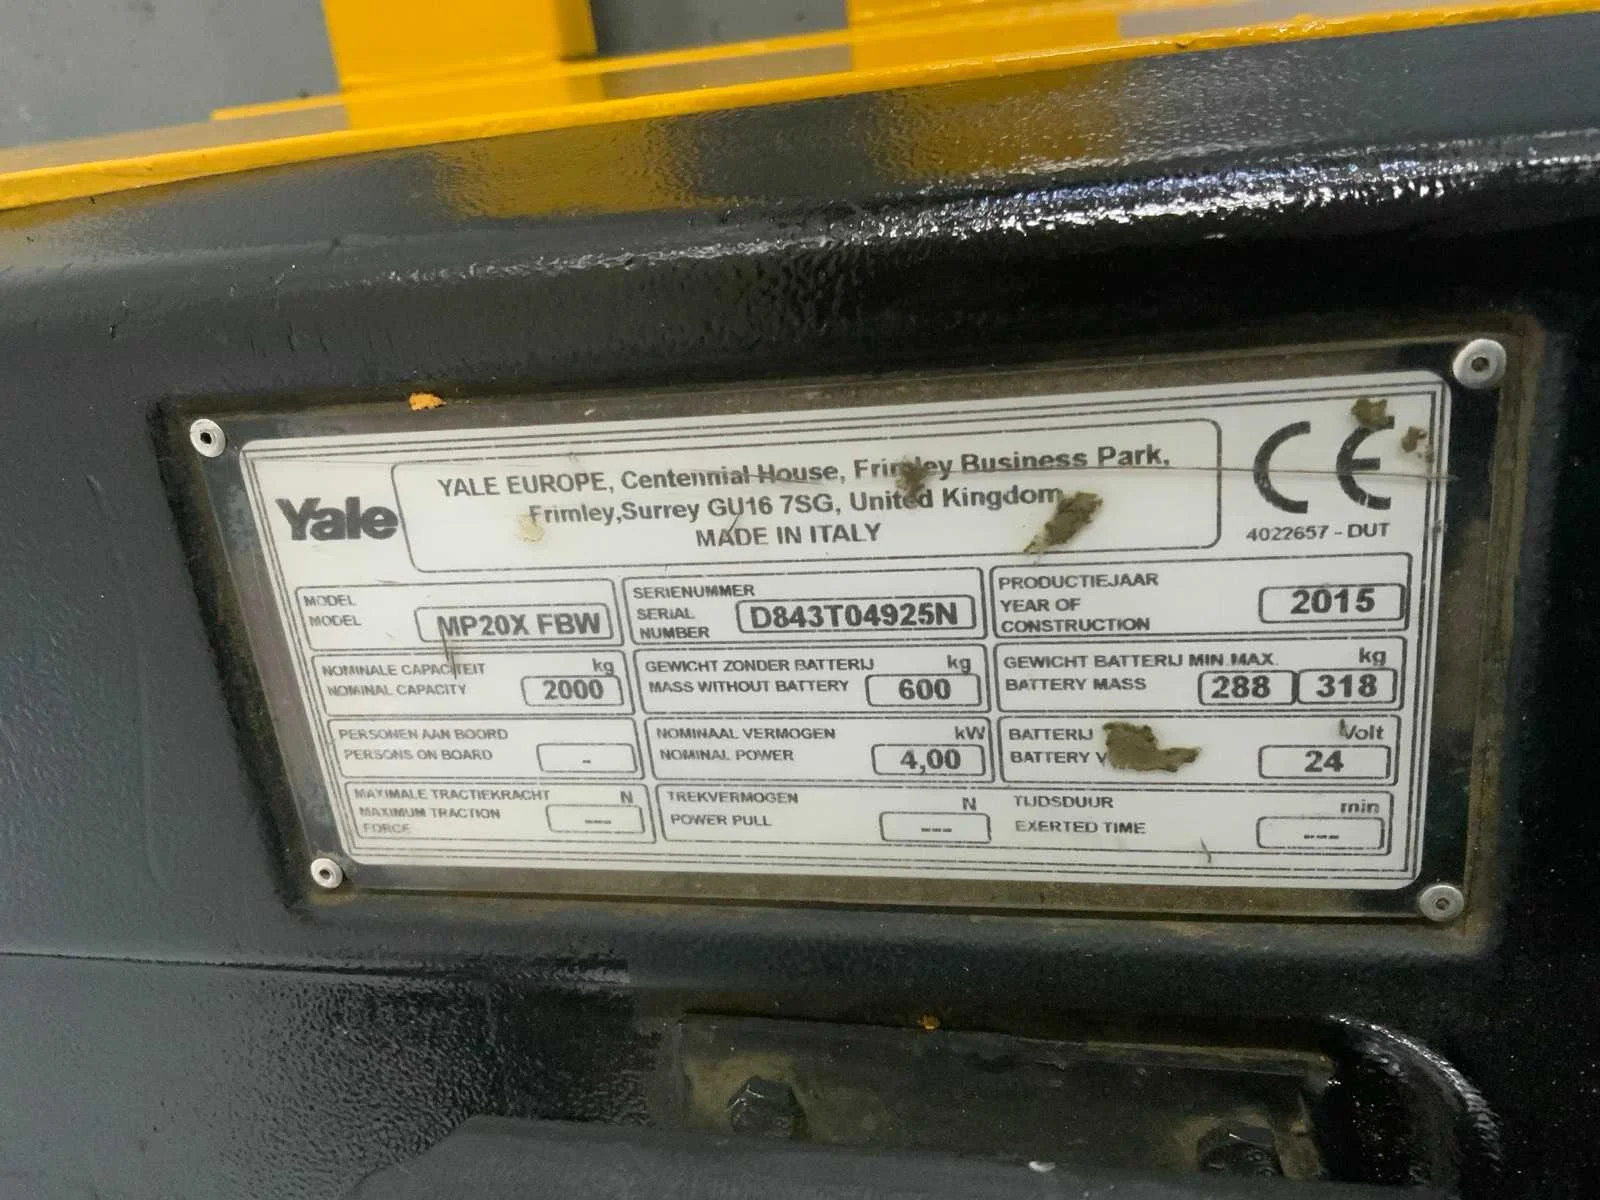 Yale
YALE EUROPE, Centennial House, Frimley Business Park,
Frimley,Surrey GU16 7SG, United Kingdom
MADE IN ITALY
CE
4022657 - DUT
MODEL
MODEL
MP20X FBW
SERIENUMMER
SERIAL
NUMBER
D843T04925N
PRODUCTIEJAAR
YEAR OF
CONSTRUCTION
2015
NOMINALE CAPACITEIT kg
NOMINAL CAPACITY 2000
GEWICHT ZONDER BATTERIJ kg
MASS WITHOUT BATTERY 600
GEWICHT BATTERIJ MIN.MAX. kg
BATTERY MASS 288 318
PERSONEN AAN BOORD
PERSONS ON BOARD -
NOMINAAL VERMOGEN kW
NOMINAL POWER 4,00
BATTERIJ Volt
BATTERY 24
MAXIMALE TRACTIEKRACHT N
MAXIMUM TRACTION
FORCE ---
TREKVERMOGEN N
POWER PULL ---
TIJDSDUUR min
EXERTED TIME ---